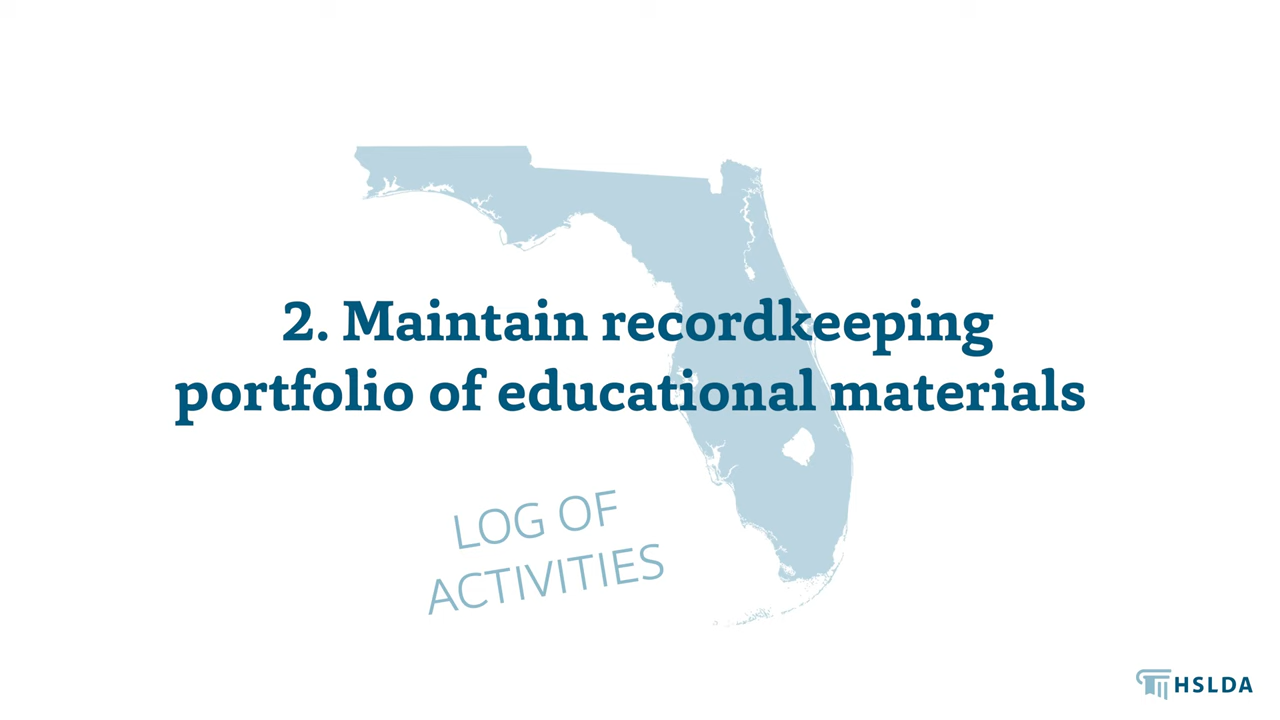 2. Maintain recordkeeping
portfolio of educational materials
LOG OF
ACTIVITIES
HSLDA